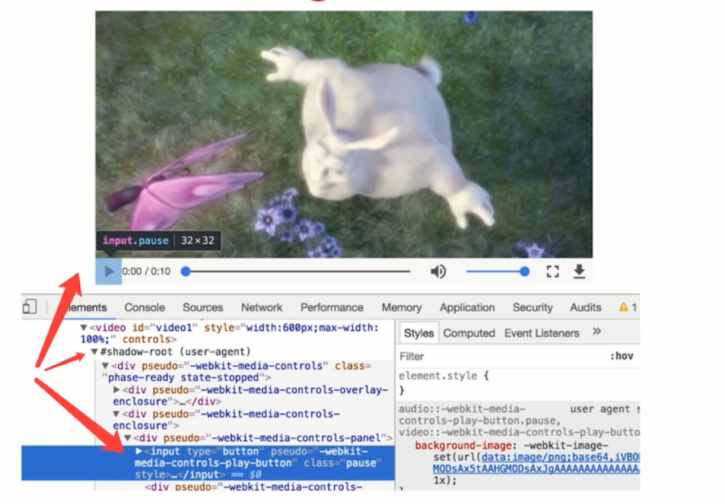 input.pause | 32×32
0:00 / 0:10
Elements Console Sources Network Performance Memory Application Security Audits 1
▼<video id="video1" style="width:600px;max-width:
100%;" controls>
▼#shadow-root (user-agent)
▼<div pseudo="-webkit-media-controls" class=
"phase-ready state-stopped">
▶<div pseudo="-webkit-media-controls-overlay-
enclosure">…</div>
▼<div pseudo="-webkit-media-controls-
enclosure">
▼<div pseudo="-webkit-media-controls-panel">
▶<input type="button" pseudo="-webkit-
media-controls-play-button" class="pause"
style>…</input> == $0
<div pseudo="-webkit-media-controls-
Styles Computed Event Listeners »
Filter :hov
element.style {
}
audio::-webkit-media- user agent s
controls-play-button.pause,
video::-webkit-media-controls-play-butto
background-image: -webkit-image-
set(url(data:image/png;base64,iVBO
1x);